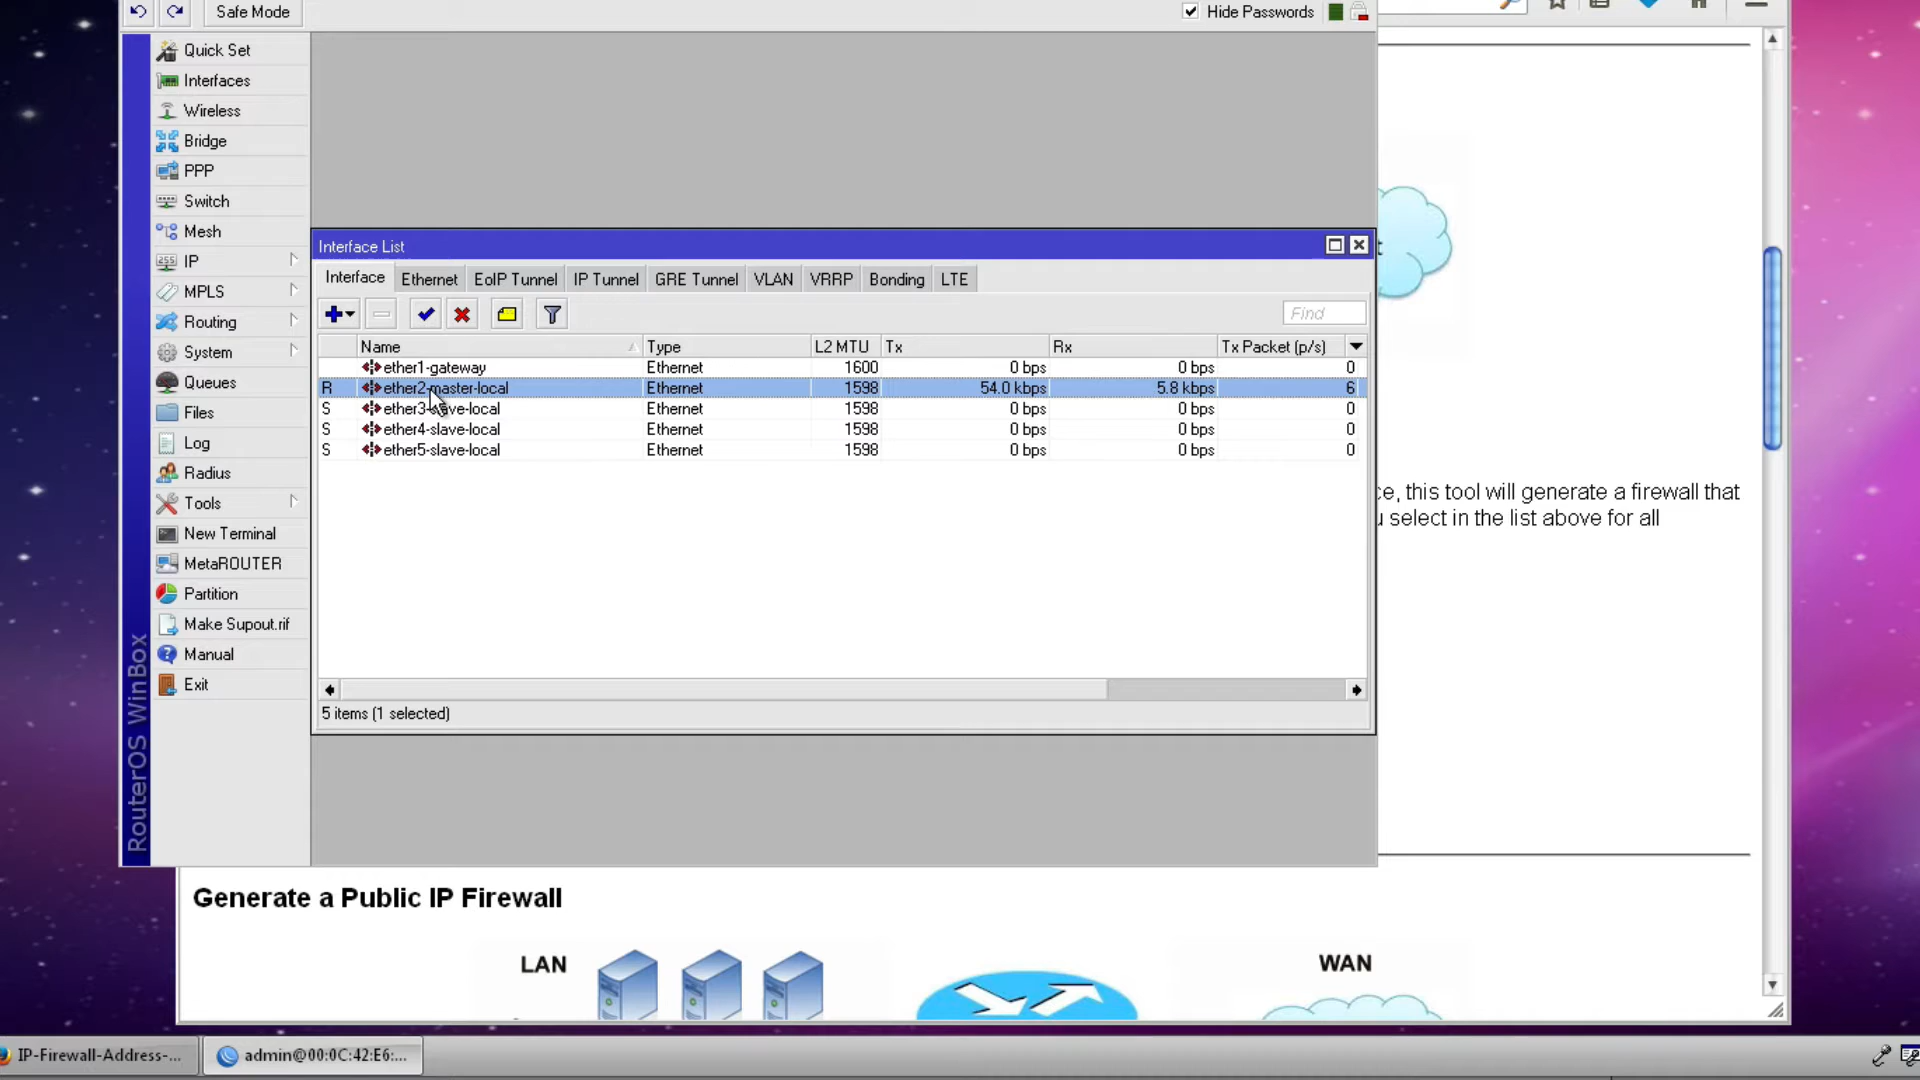 Safe Mode
Hide Passwords
Quick Set
Interfaces
Wireless
Bridge
PPP
Switch
Mesh
255 IP
MPLS
Routing
System
Queues
Files
Log
Radius
Tools
New Terminal
MetaROUTER
Partition
Make Supout.rif
Manual
Exit
RouterOS WinBox
Interface List
Interface Ethernet EoIP Tunnel IP Tunnel GRE Tunnel VLAN VRRP Bonding LTE
Find
Name Type L2 MTU Tx Rx Tx Packet (p/s)
ether1-gateway Ethernet 1600 0 bps 0 bps 0
R ether2-master-local Ethernet 1598 54.0 kbps 5.8 kbps 6
S ether3-slave-local Ethernet 1598 0 bps 0 bps 0
S ether4-slave-local Ethernet 1598 0 bps 0 bps 0
S ether5-slave-local Ethernet 1598 0 bps 0 bps 0
5 items (1 selected)
t
ce, this tool will generate a firewall that
u select in the list above for all
Generate a Public IP Firewall
LAN
WAN
IP-Firewall-Address-...
admin@00:0C:42:E6:...